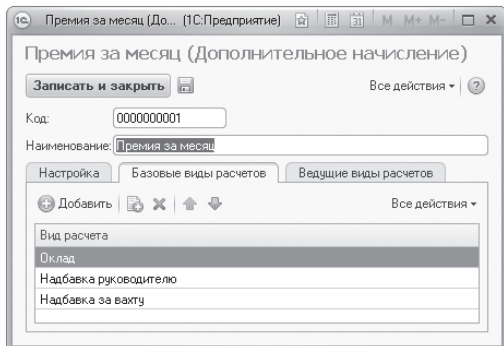 1С Премия за месяц (До... (1С:Предприятие) 31 M M+ M-
Премия за месяц (Дополнительное начисление)
Записать и закрыть Все действия ?
Код: 0000000001
Наименование: Премия за месяц
Настройка Базовые виды расчетов Ведущие виды расчетов
Добавить Все действия
Вид расчета
Оклад
Надбавка руководителю
Надбавка за вахту